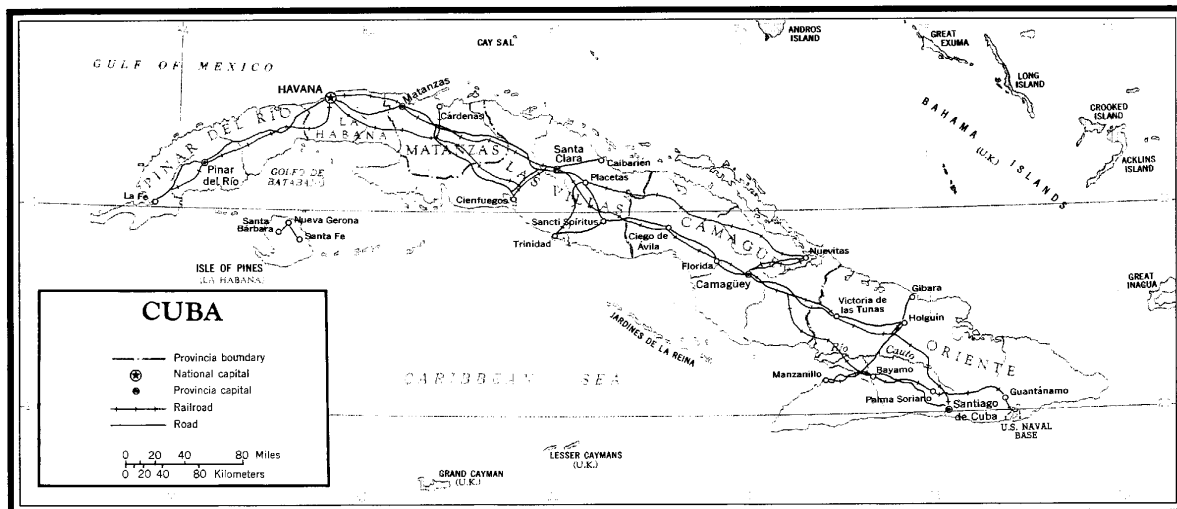 ANDROS
ISLAND
GREAT
EXUMA
CAY SAL
GULF OF MEXICO
LONG
ISLAND
HAVANA
Matanzas
BAHAMA ISLANDS
(U.K.)
CROOKED
ISLAND
Cárdenas
PINAR DEL RÍO
LA
HABANA
MATANZAS
Santa
Clara
Caibarién
ACKLINS
ISLAND
Pinar
del Río
GOLFO DE
BATABANÓ
LAS VILLAS
Placetas
La Fe
Cienfuegos
Santa
Bárbara
Nueva Gerona
Santa Fe
Sancti Spíritus
Trinidad
Ciego de
Ávila
CAMAGÜ
Nuevitas
ISLE OF PINES
(LA HABANA)
Florida
Camagüey
GREAT
INAGUA
Gibara
Victoria de
las Tunas
Holguín
JARDINES DE LA REINA
ORIENTE
Río Cauto
CARIBBEAN SEA
Manzanillo
Bayamo
Palma Soriano
Guantánamo
Santiago
de Cuba
U.S. NAVAL
BASE
LESSER CAYMANS
(U.K.)
GRAND CAYMAN
(U.K.)
CUBA
Provincia boundary
National capital
Provincia capital
Railroad
Road
0 20 40 80 Miles
0 20 40 80 Kilometers